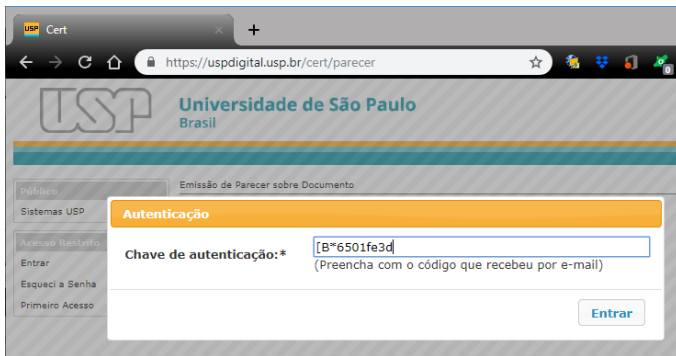 USP Cert
https://uspdigital.usp.br/cert/parecer
0
USP
Universidade de São Paulo
Brasil
Público
Sistemas USP
Acesso Restrito
Entrar
Esqueci a Senha
Primeiro Acesso
Emissão de Parecer sobre Documento
Autenticação
Chave de autenticação:*
[B*6501fe3d
(Preencha com o código que recebeu por e-mail)
Entrar